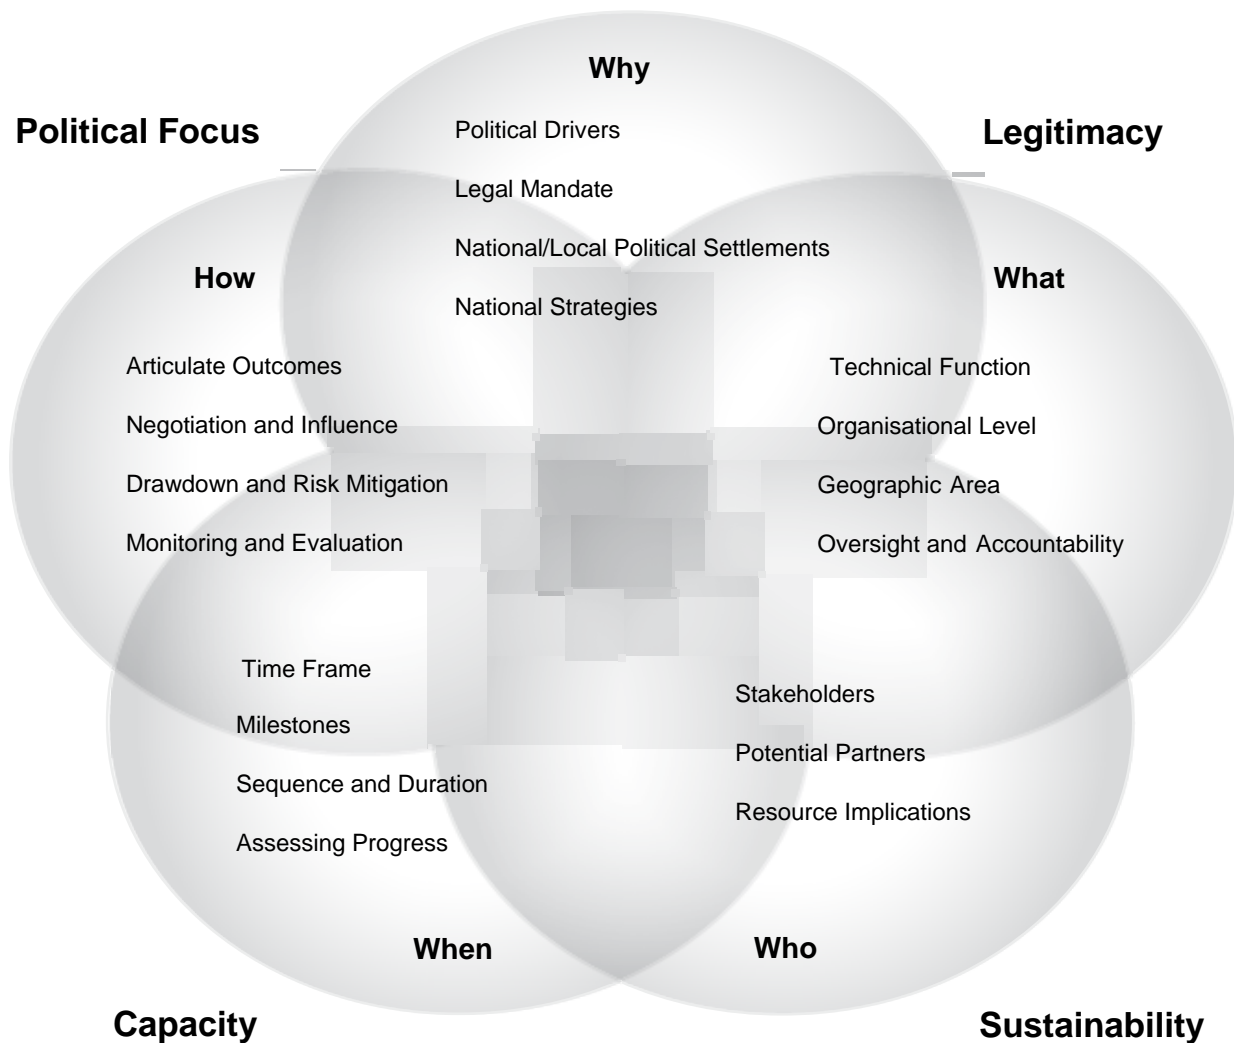 Why
Political Focus
Legitimacy
Political Drivers
Legal Mandate
National/Local Political Settlements
National Strategies
How
Articulate Outcomes
Negotiation and Influence
Drawdown and Risk Mitigation
Monitoring and Evaluation
What
Technical Function
Organisational Level
Geographic Area
Oversight and Accountability
Time Frame
Milestones
Sequence and Duration
Assessing Progress
When
Stakeholders
Potential Partners
Resource Implications
Who
Capacity
Sustainability